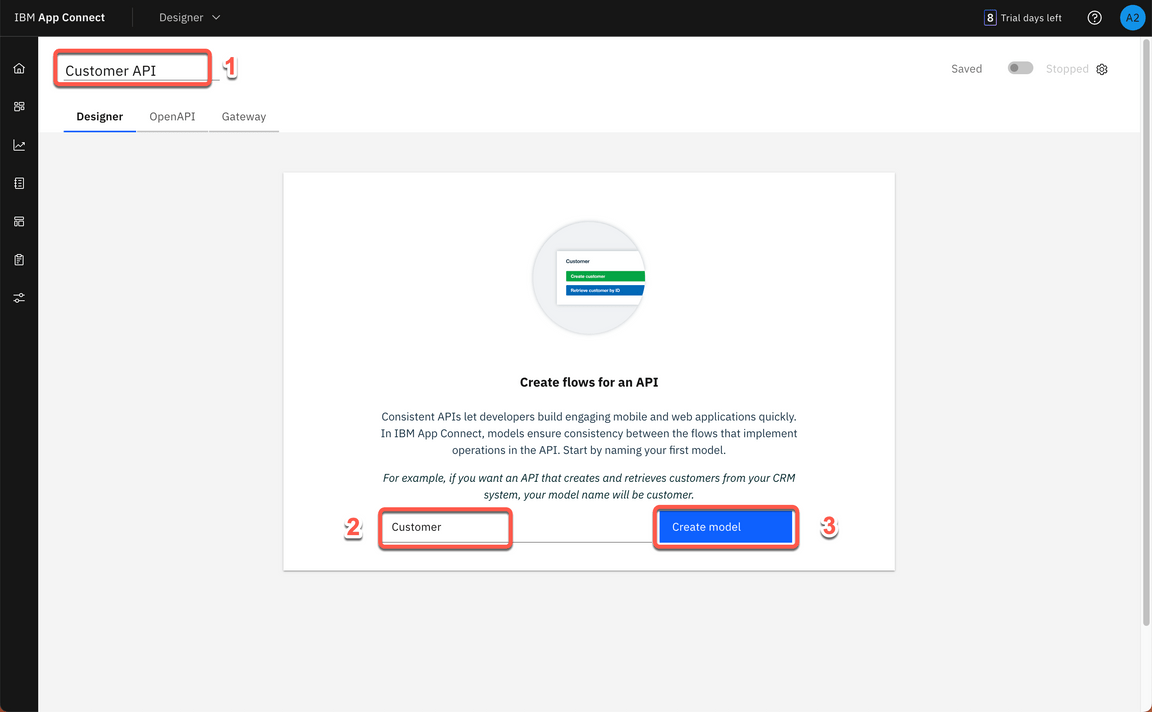 IBM App Connect
Designer
8 Trial days left
A2
Customer API
1
Saved
Stopped
Designer
OpenAPI
Gateway
Customer
Create customer
Retrieve customer by ID
Create flows for an API
Consistent APIs let developers build engaging mobile and web applications quickly.
In IBM App Connect, models ensure consistency between the flows that implement
operations in the API. Start by naming your first model.
For example, if you want an API that creates and retrieves customers from your CRM
system, your model name will be customer.
2
Customer
Create model
3